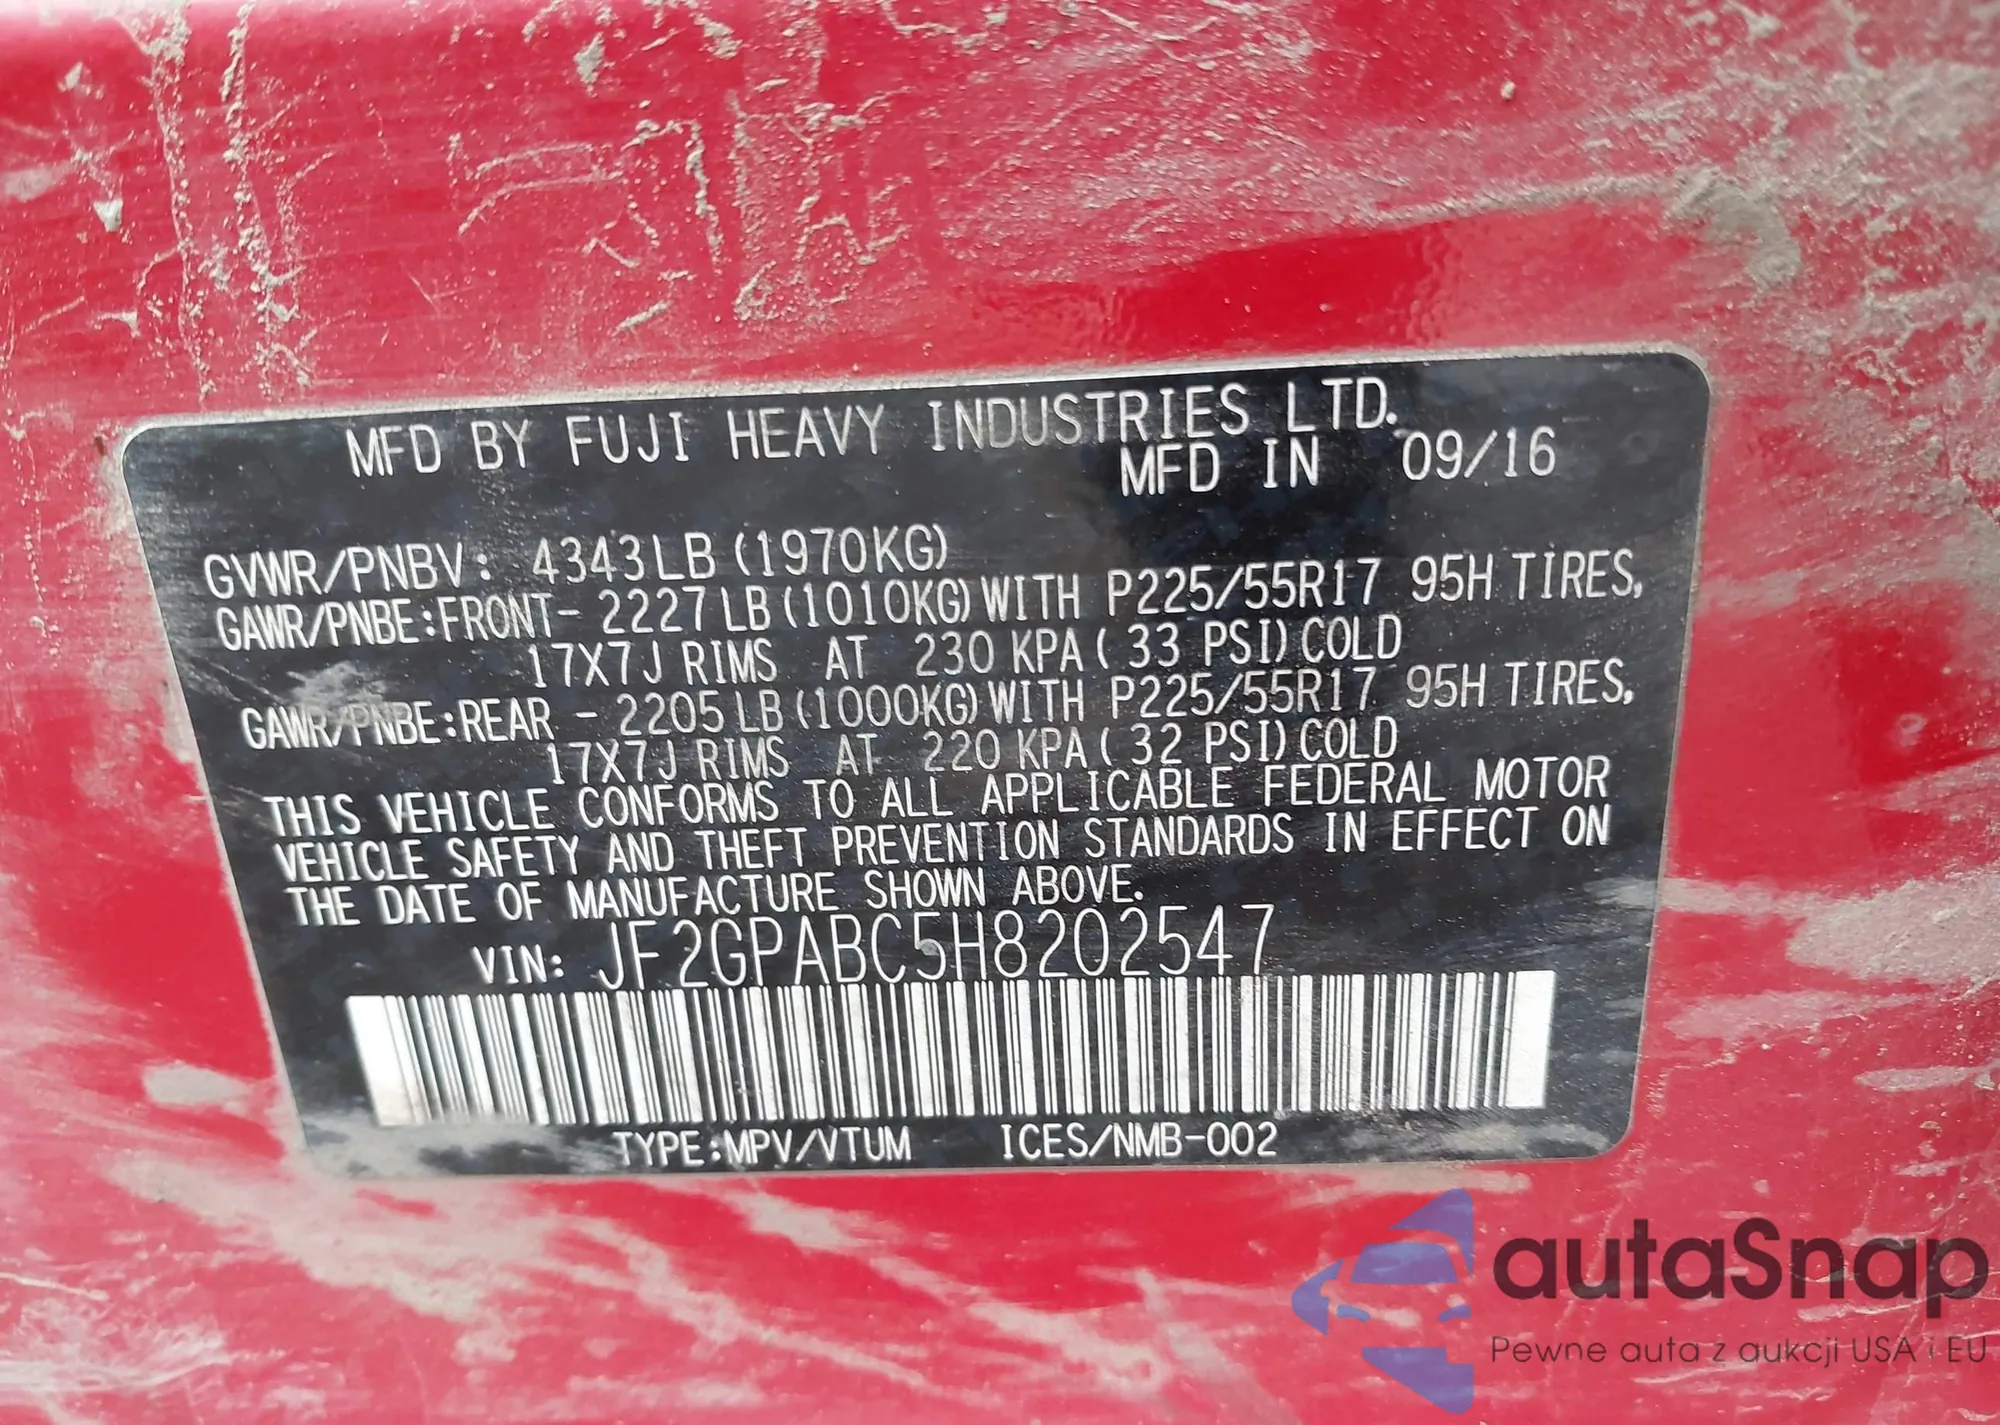 MFD BY FUJI HEAVY INDUSTRIES LTD.
MFD IN 09/16
GVWR/PNBV: 4343LB (1970KG)
GAWR/PNBE:FRONT- 2227LB(1010KG)WITH P225/55R17 95H TIRES,
17X7J RIMS AT 230 KPA( 33 PSI)COLD
GAWR/PNBE:REAR - 2205LB(1000KG)WITH P225/55R17 95H TIRES,
17X7J RIMS AT 220 KPA( 32 PSI)COLD
THIS VEHICLE CONFORMS TO ALL APPLICABLE FEDERAL MOTOR
VEHICLE SAFETY AND THEFT PREVENTION STANDARDS IN EFFECT ON
THE DATE OF MANUFACTURE SHOWN ABOVE.
VIN: JF2GPABC5H8202547
TYPE:MPV/VTUM ICES/NMB-002
autaSnap
Pewne auta z aukcji USA i EU